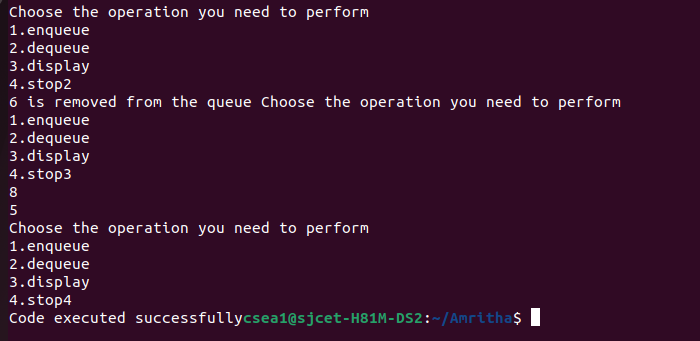 Choose the operation you need to perform
1.enqueue
2.dequeue
3.display
4.stop2
6 is removed from the queue Choose the operation you need to perform
1.enqueue
2.dequeue
3.display
4.stop3
8
5
Choose the operation you need to perform
1.enqueue
2.dequeue
3.display
4.stop4
Code executed successfullycsea1@sjcet-H81M-DS2:~/Amritha$